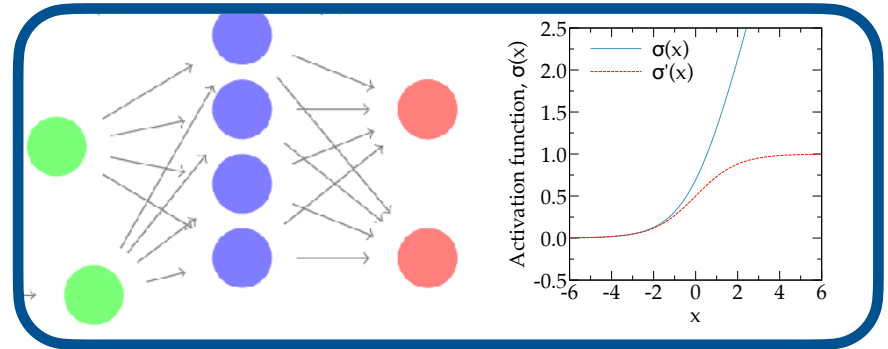 2.5
2.0
1.5
1.0
0.5
0.0
-0.5
-6 -4 -2 0 2 4 6
x
Activation function, σ(x)
σ(x)
σ'(x)